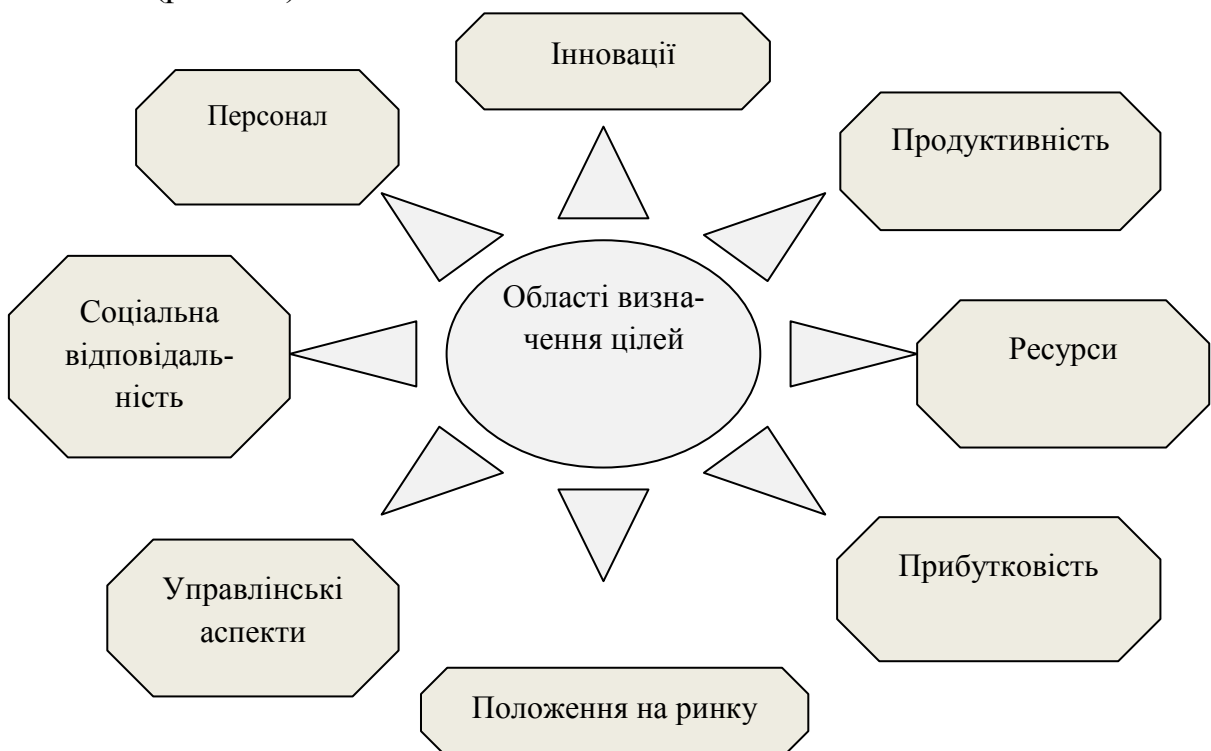 Інновації
Персонал
Продуктивність
Області визна-
чення цілей
Соціальна
відповідаль-
ність
Ресурси
Прибутковість
Управлінські
аспекти
Положення на ринку